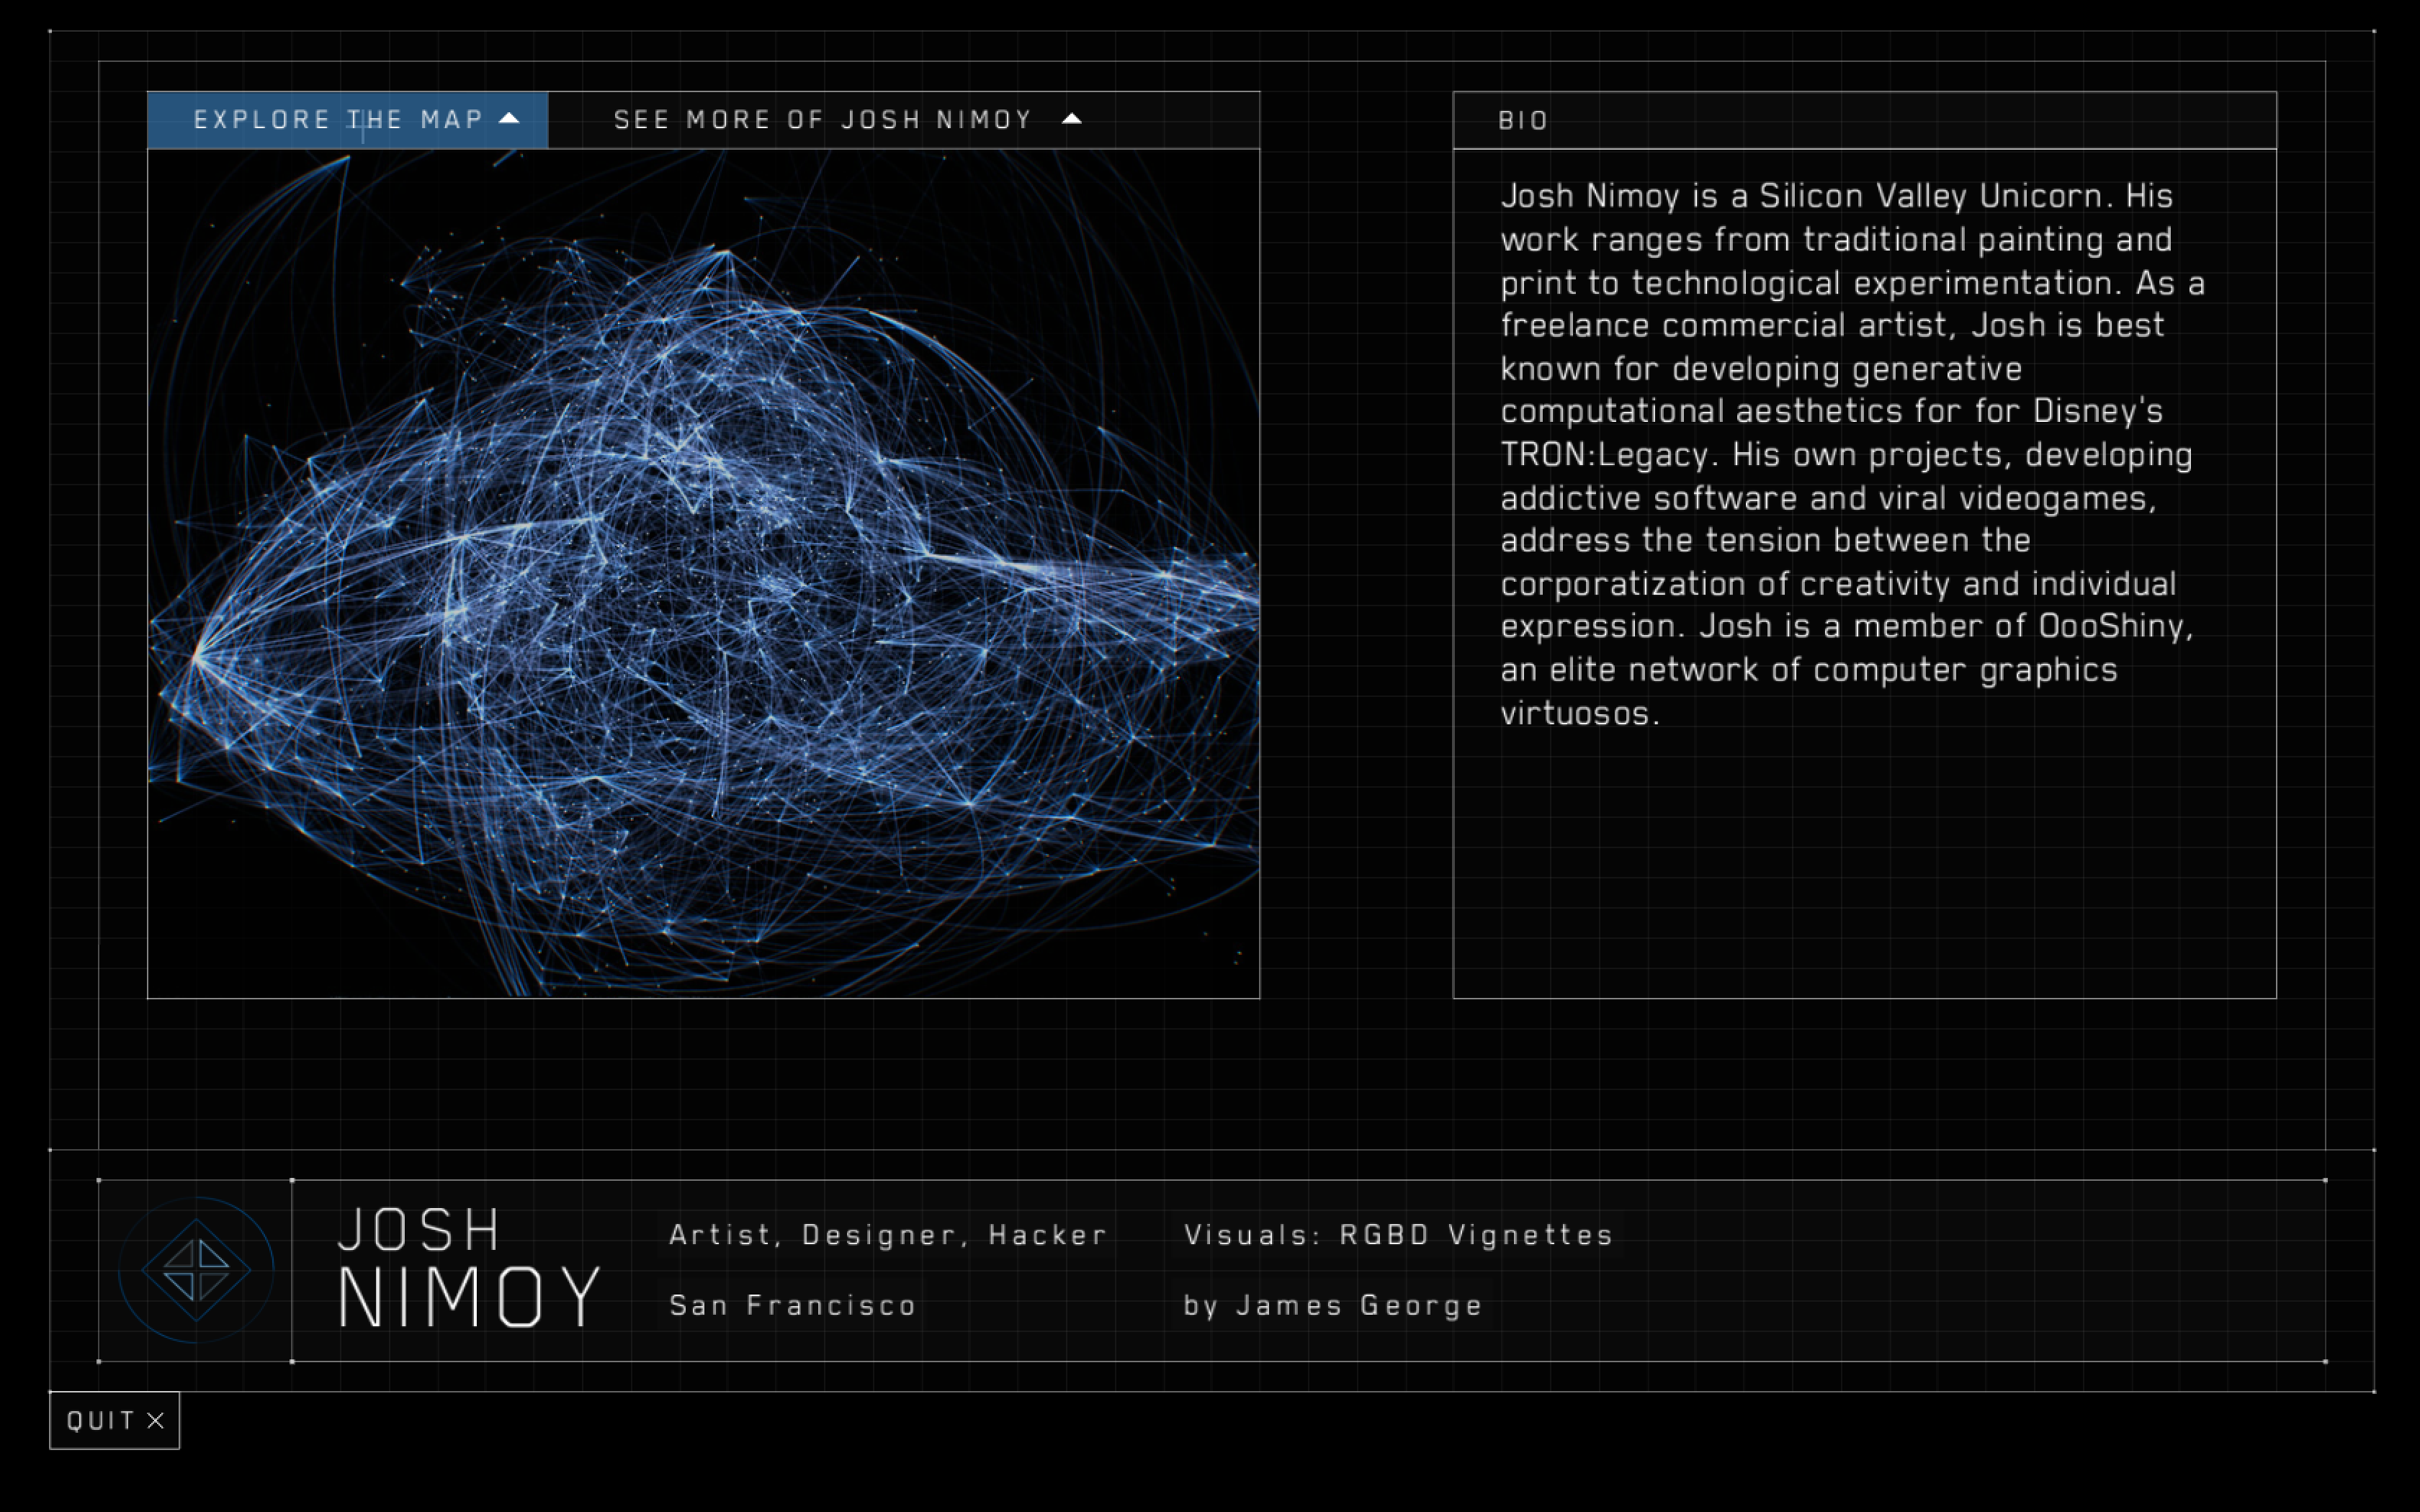 EXPLORE THE MAP
SEE MORE OF JOSH NIMOY
BIO
Josh Nimoy is a Silicon Valley Unicorn. His
work ranges from traditional painting and
print to technological experimentation. As a
freelance commercial artist, Josh is best
known for developing generative
computational aesthetics for for Disney's
TRON:Legacy. His own projects, developing
addictive software and viral videogames,
address the tension between the
corporatization of creativity and individual
expression. Josh is a member of OooShiny,
an elite network of computer graphics
virtuosos.
JOSH
NIMOY
Artist, Designer, Hacker
San Francisco
Visuals: RGBD Vignettes
by James George
QUIT